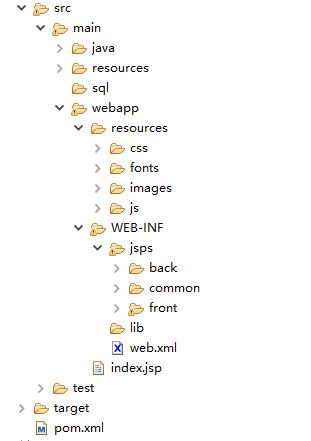 src
main
java
resources
sql
webapp
resources
css
fonts
images
js
WEB-INF
jsps
back
common
front
lib
web.xml
index.jsp
test
target
pom.xml